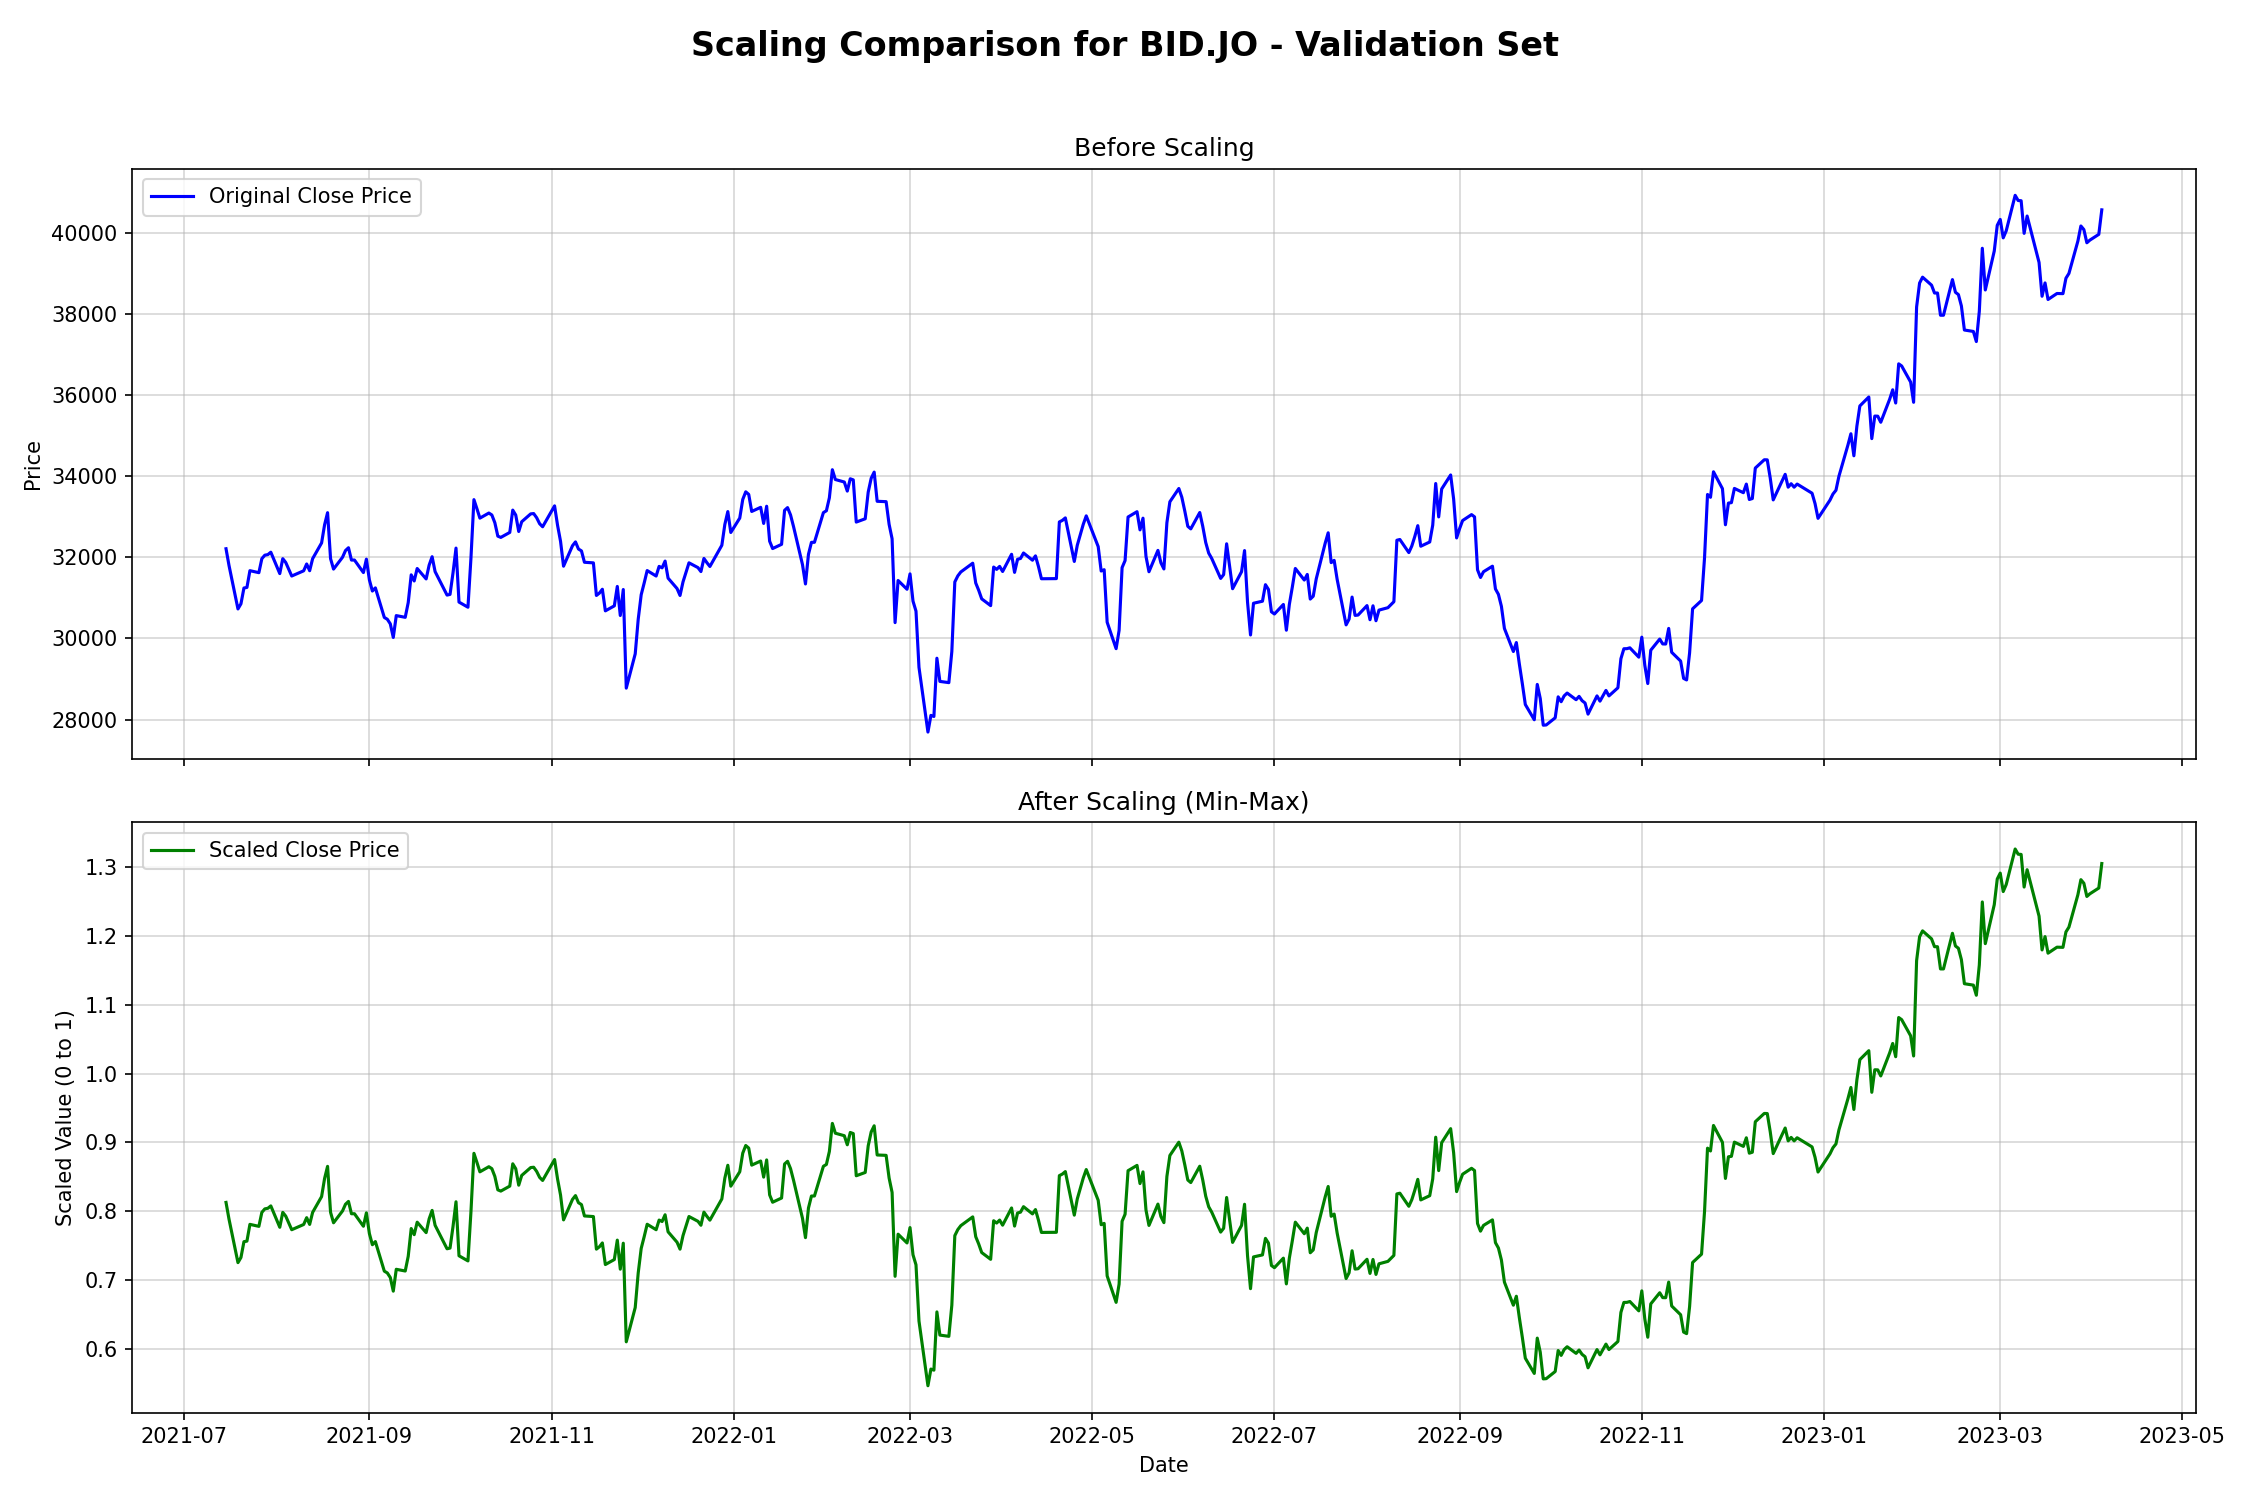 Scaling Comparison for BID.JO - Validation Set
Before Scaling
Original Close Price
40000
38000
36000
34000
32000
30000
28000
Price
After Scaling (Min-Max)
Scaled Close Price
1.3
1.2
1.1
1.0
0.9
0.8
0.7
0.6
Scaled Value (0 to 1)
2021-07 2021-09 2021-11 2022-01 2022-03 2022-05 2022-07 2022-09 2022-11 2023-01 2023-03 2023-05
Date